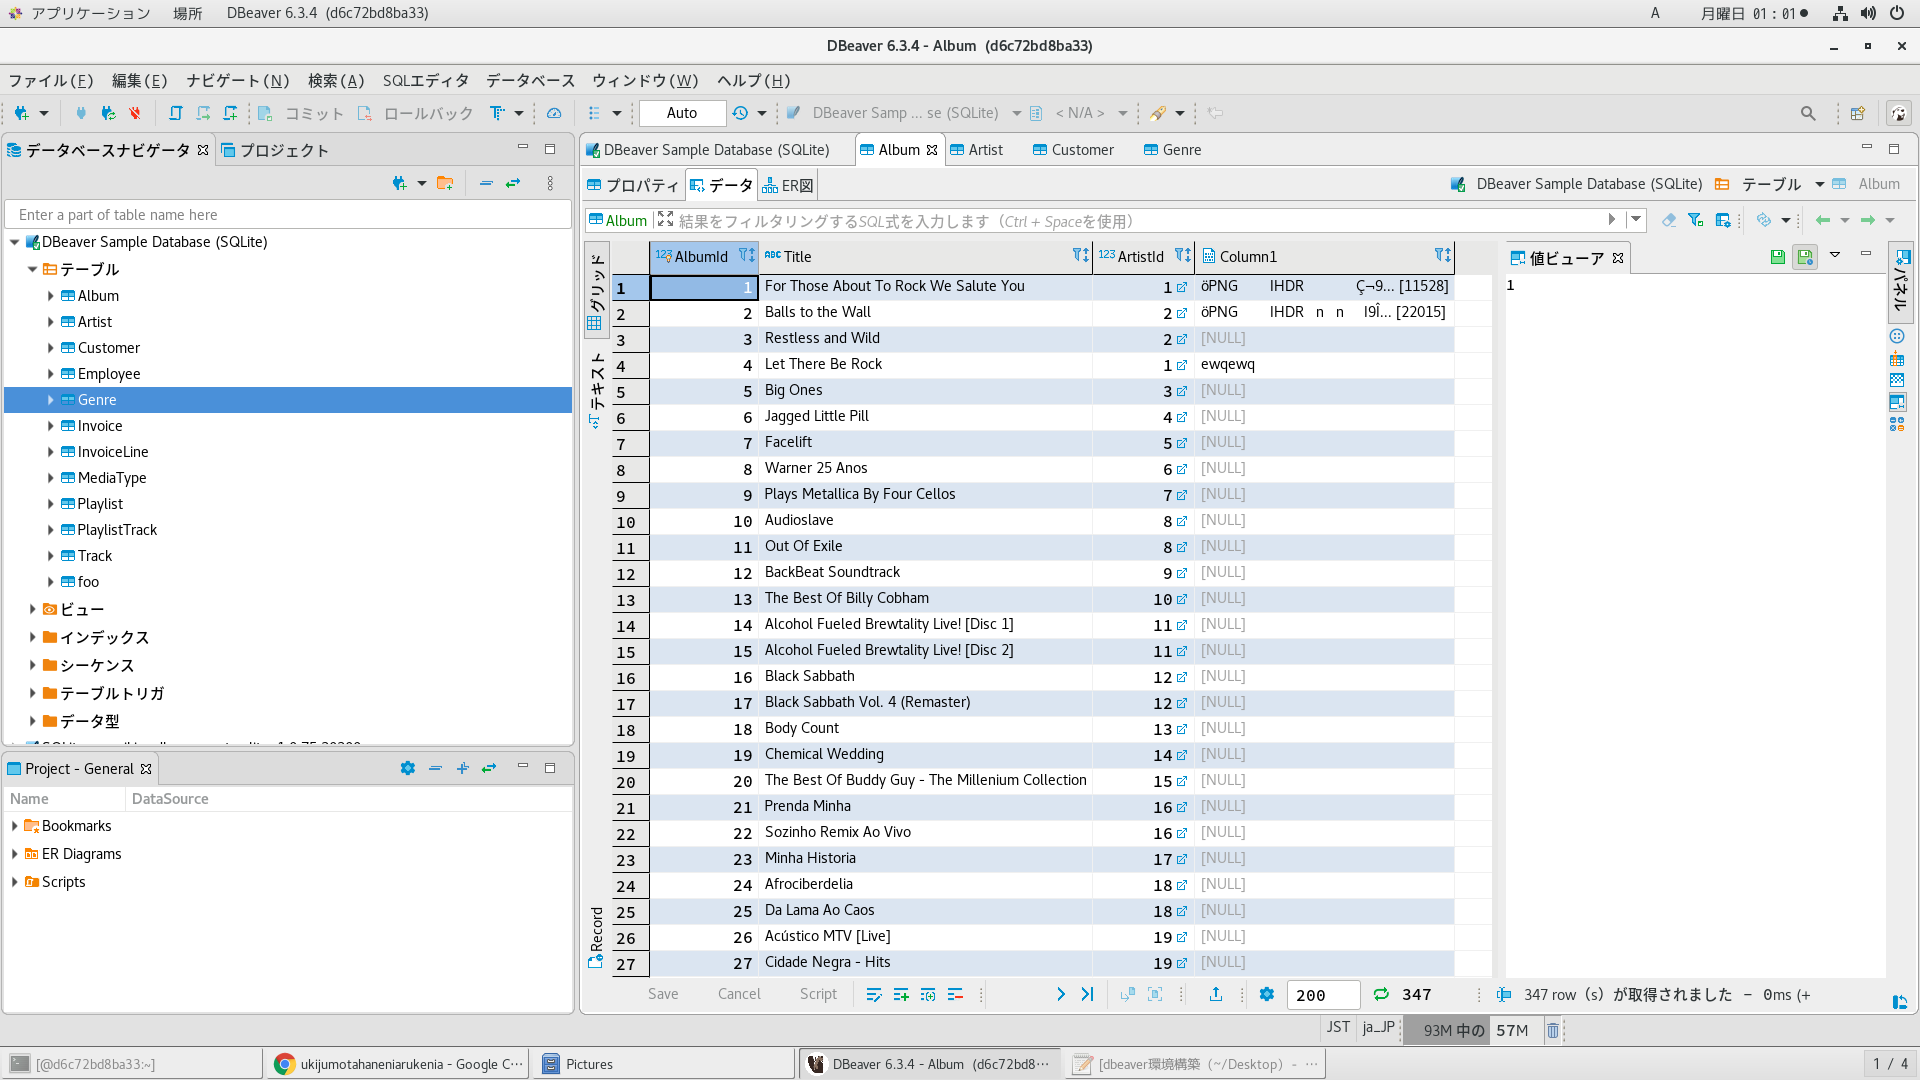 アプリケーション 場所 DBeaver 6.3.4 (d6c72bd8ba33) A 月曜日 01：01●
DBeaver 6.3.4 - Album (d6c72bd8ba33)
ファイル(F) 編集(E) ナビゲート(N) 検索(A) SQLエディタ データベース ウィンドウ(W) ヘルプ(H)
コミット ロールバック Auto DBeaver Samp ... se (SQLite) < N/A >
データベースナビゲータ プロジェクト
Enter a part of table name here
DBeaver Sample Database (SQLite)
テーブル
Album
Artist
Customer
Employee
Genre
Invoice
InvoiceLine
MediaType
Playlist
PlaylistTrack
Track
foo
ビュー
インデックス
シーケンス
テーブルトリガ
データ型
Project - General
Name DataSource
Bookmarks
ER Diagrams
Scripts
DBeaver Sample Database (SQLite) Album Artist Customer Genre
プロパティ データ ER図 DBeaver Sample Database (SQLite) テーブル Album
Album 結果をフィルタリングするSQL式を入力します（Ctrl + Spaceを使用）
グリッド
テキスト
Record
AlbumId Title ArtistId Column1
1 1 For Those About To Rock We Salute You 1 öPNG IHDR Ç¬9... [11528]
2 2 Balls to the Wall 2 öPNG IHDR n n I9Î... [22015]
3 3 Restless and Wild 2 [NULL]
4 4 Let There Be Rock 1 ewqewq
5 5 Big Ones 3 [NULL]
6 6 Jagged Little Pill 4 [NULL]
7 7 Facelift 5 [NULL]
8 8 Warner 25 Anos 6 [NULL]
9 9 Plays Metallica By Four Cellos 7 [NULL]
10 10 Audioslave 8 [NULL]
11 11 Out Of Exile 8 [NULL]
12 12 BackBeat Soundtrack 9 [NULL]
13 13 The Best Of Billy Cobham 10 [NULL]
14 14 Alcohol Fueled Brewtality Live! [Disc 1] 11 [NULL]
15 15 Alcohol Fueled Brewtality Live! [Disc 2] 11 [NULL]
16 16 Black Sabbath 12 [NULL]
17 17 Black Sabbath Vol. 4 (Remaster) 12 [NULL]
18 18 Body Count 13 [NULL]
19 19 Chemical Wedding 14 [NULL]
20 20 The Best Of Buddy Guy - The Millenium Collection 15 [NULL]
21 21 Prenda Minha 16 [NULL]
22 22 Sozinho Remix Ao Vivo 16 [NULL]
23 23 Minha Historia 17 [NULL]
24 24 Afrociberdelia 18 [NULL]
25 25 Da Lama Ao Caos 18 [NULL]
26 26 Acústico MTV [Live] 19 [NULL]
27 27 Cidade Negra - Hits 19 [NULL]
値ビューア
1
パネル
Save Cancel Script 200 347 347 row（s）が取得されました － 0ms (+
JST ja_JP 93M 中の 57M
[@d6c72bd8ba33:~] ukijumotahaneniarukenia - Google C⋯ Pictures DBeaver 6.3.4 - Album (d6c72bd8⋯ [dbeaver環境構築（~/Desktop）- ⋯ 1 / 4